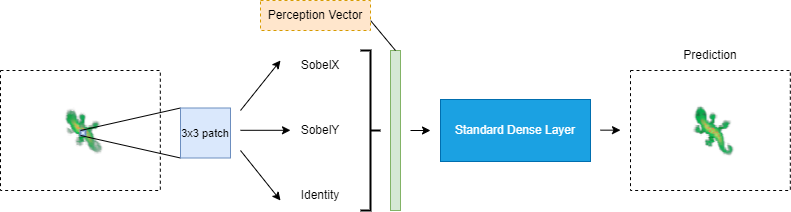 Perception Vector
SobelX
Prediction
3x3 patch
SobelY
Standard Dense Layer
Identity